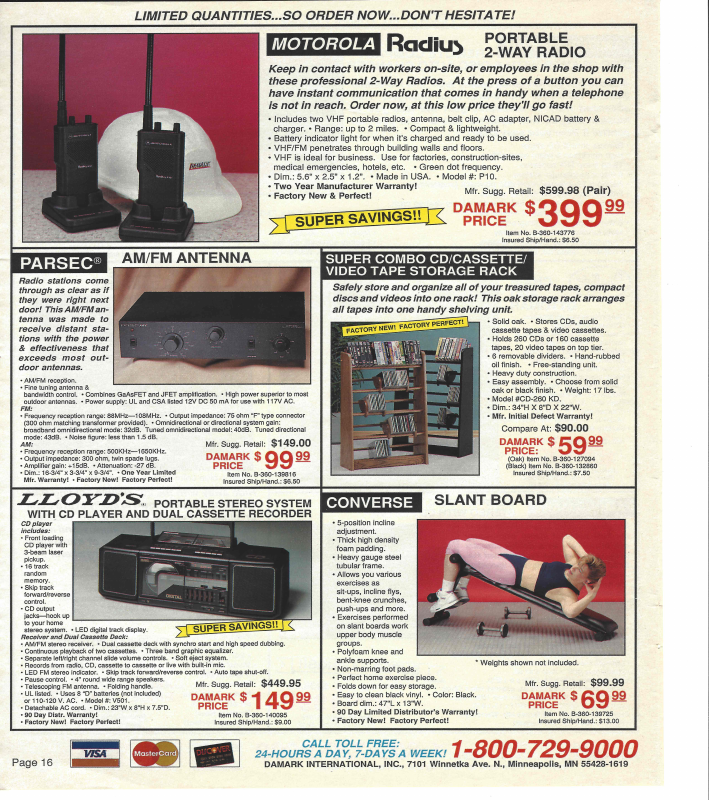 LIMITED QUANTITIES...SO ORDER NOW...DON'T HESITATE!
MOTOROLA Radius
PORTABLE
2-WAY RADIO
Keep in contact with workers on-site, or employees in the shop with
these professional 2-Way Radios. At the press of a button you can
have instant communication that comes in handy when a telephone
is not in reach. Order now, at this low price they'll go fast!
• Includes two VHF portable radios, antenna, belt clip, AC adapter, NICAD battery &
charger. • Range: up to 2 miles. • Compact & lightweight.
• Battery indicator light for when it's charged and ready to be used.
• VHF/FM penetrates through building walls and floors.
• VHF is ideal for business. Use for factories, construction-sites,
medical emergencies, hotels, etc. • Green dot frequency.
• Dim.: 5.6" x 2.5" x 1.2". • Made in USA. • Model #: P10.
• Two Year Manufacturer Warranty!
• Factory New & Perfect!
Mfr. Sugg. Retail: $599.98 (Pair)
SUPER SAVINGS!!
DAMARK
PRICE
$399 99
Item No. B-360-143776
Insured Ship/Hand.: $6.50
PARSEC®
AM/FM ANTENNA
Radio stations come
through as clear as if
they were right next
door! This AM/FM an-
tenna was made to
receive distant sta-
tions with the power
& effectiveness that
exceeds most out-
door antennas.
• AM/FM reception.
• Fine tuning antenna &
bandwidth control. • Combines GaAsFET and JFET amplification. • High power superior to most
outdoor antennas. • Power supply: UL and CSA listed 12V DC 50 mA for use with 117V AC.
FM:
• Frequency reception range: 88MHz—108MHz. • Output impedance: 75 ohm "F" type connector
(300 ohm matching transformer provided). • Omnidirectional or directional system gain:
broadband omnidirectional mode: 32dB. Tuned omnidirectional model: 40dB. Tuned directional
mode: 43dB. • Noise figure: less than 1.5 dB.
AM:
• Frequency reception range: 500KHz—1650KHz.
• Output impedance: 300 ohm, twin spade lugs.
• Amplifier gain: +15dB. • Attenuation: -27 dB.
• Dim.: 16-3/4" x 3-3/4" x 9-3/4". • One Year Limited
Mfr. Warranty! • Factory New! Factory Perfect!
Mfr. Sugg. Retail: $149.00
DAMARK
PRICE
$99 99
Item No. B-360-139816
Insured Ship/Hand.: $6.50
SUPER COMBO CD/CASSETTE/
VIDEO TAPE STORAGE RACK
Safely store and organize all of your treasured tapes, compact
discs and videos into one rack! This oak storage rack arranges
all tapes into one handy shelving unit.
FACTORY NEW! FACTORY PERFECT!
• Solid oak. • Stores CDs, audio
cassette tapes & video cassettes.
• Holds 260 CDs or 160 cassette
tapes, 20 video tapes on top tier.
• 6 removable dividers. • Hand-rubbed
oil finish. • Free-standing unit.
• Heavy duty construction.
• Easy assembly. • Choose from solid
oak or black finish. • Weight: 17 lbs.
• Model #CD-260 KD.
• Dim.: 34"H X 8"D X 22"W.
• Mfr. Initial Defect Warranty!
Compare At: $90.00
DAMARK
PRICE:
$59 99
(Oak) Item No. B-360-127094
(Black) Item No. B-360-132860
Insured Ship/Hand.: $7.50
LLOYD'S®
PORTABLE STEREO SYSTEM
WITH CD PLAYER AND DUAL CASSETTE RECORDER
CD player
includes:
• Front loading
CD player with
3-beam laser
pickup.
• 16 track
random
memory.
• Skip track
forward/reverse
control.
• CD output
jacks—hook up
to your home
stereo system. • LED digital track display.
SUPER SAVINGS!!
Receiver and Dual Cassette Deck:
• AM/FM stereo receiver. • Dual cassette deck with synchro start and high speed dubbing.
• Continuous playback of two cassettes. • Three band graphic equalizer.
• Separate left/right channel slide volume controls. • Soft eject system.
• Records from radio, CD, cassette to cassette or live with built-in mic.
• LED FM stereo indicator. • Skip track forward/reverse control. • Auto tape shut-off.
• Pause control. • 4" round wide range speakers.
• Telescoping FM antenna. • Folding handle.
• UL listed. • Uses 8 "D" batteries (not included)
or 110-120 V. AC. • Model #: V501.
• Detachable AC cord. • Dim.: 23"W x 8"H x 7.5"D.
• 90 Day Distr. Warranty!
• Factory New! Factory Perfect!
Mfr. Sugg. Retail: $449.95
DAMARK
PRICE
$149 99
Item No. B-360-140095
Insured Ship/Hand.: $9.00
CONVERSE
SLANT BOARD
• 5-position incline
adjustment.
• Thick high density
foam padding.
• Heavy gauge steel
tubular frame.
• Allows you various
exercises as
sit-ups, incline flys,
bent-knee crunches,
push-ups and more.
• Exercises performed
on slant boards work
upper body muscle
groups.
• Polyfoam knee and
ankle supports.
• Non-marring foot pads.
• Perfect home exercise piece.
• Folds down for easy storage.
• Easy to clean black vinyl. • Color: Black.
• Board dim.: 47"L x 13"W.
• 90 Day Limited Distributor's Warranty!
• Factory New! Factory Perfect!
* Weights shown not included.
Mfr. Sugg. Retail: $99.99
DAMARK
PRICE
$69 99
Item No. B-360-139725
Insured Ship/Hand.: $13.00
Page 16
VISA
MasterCard
DISCOVER
CALL TOLL FREE:
24-HOURS A DAY, 7-DAYS A WEEK!
1-800-729-9000
DAMARK INTERNATIONAL, INC., 7101 Winnetka Ave. N., Minneapolis, MN 55428-1619